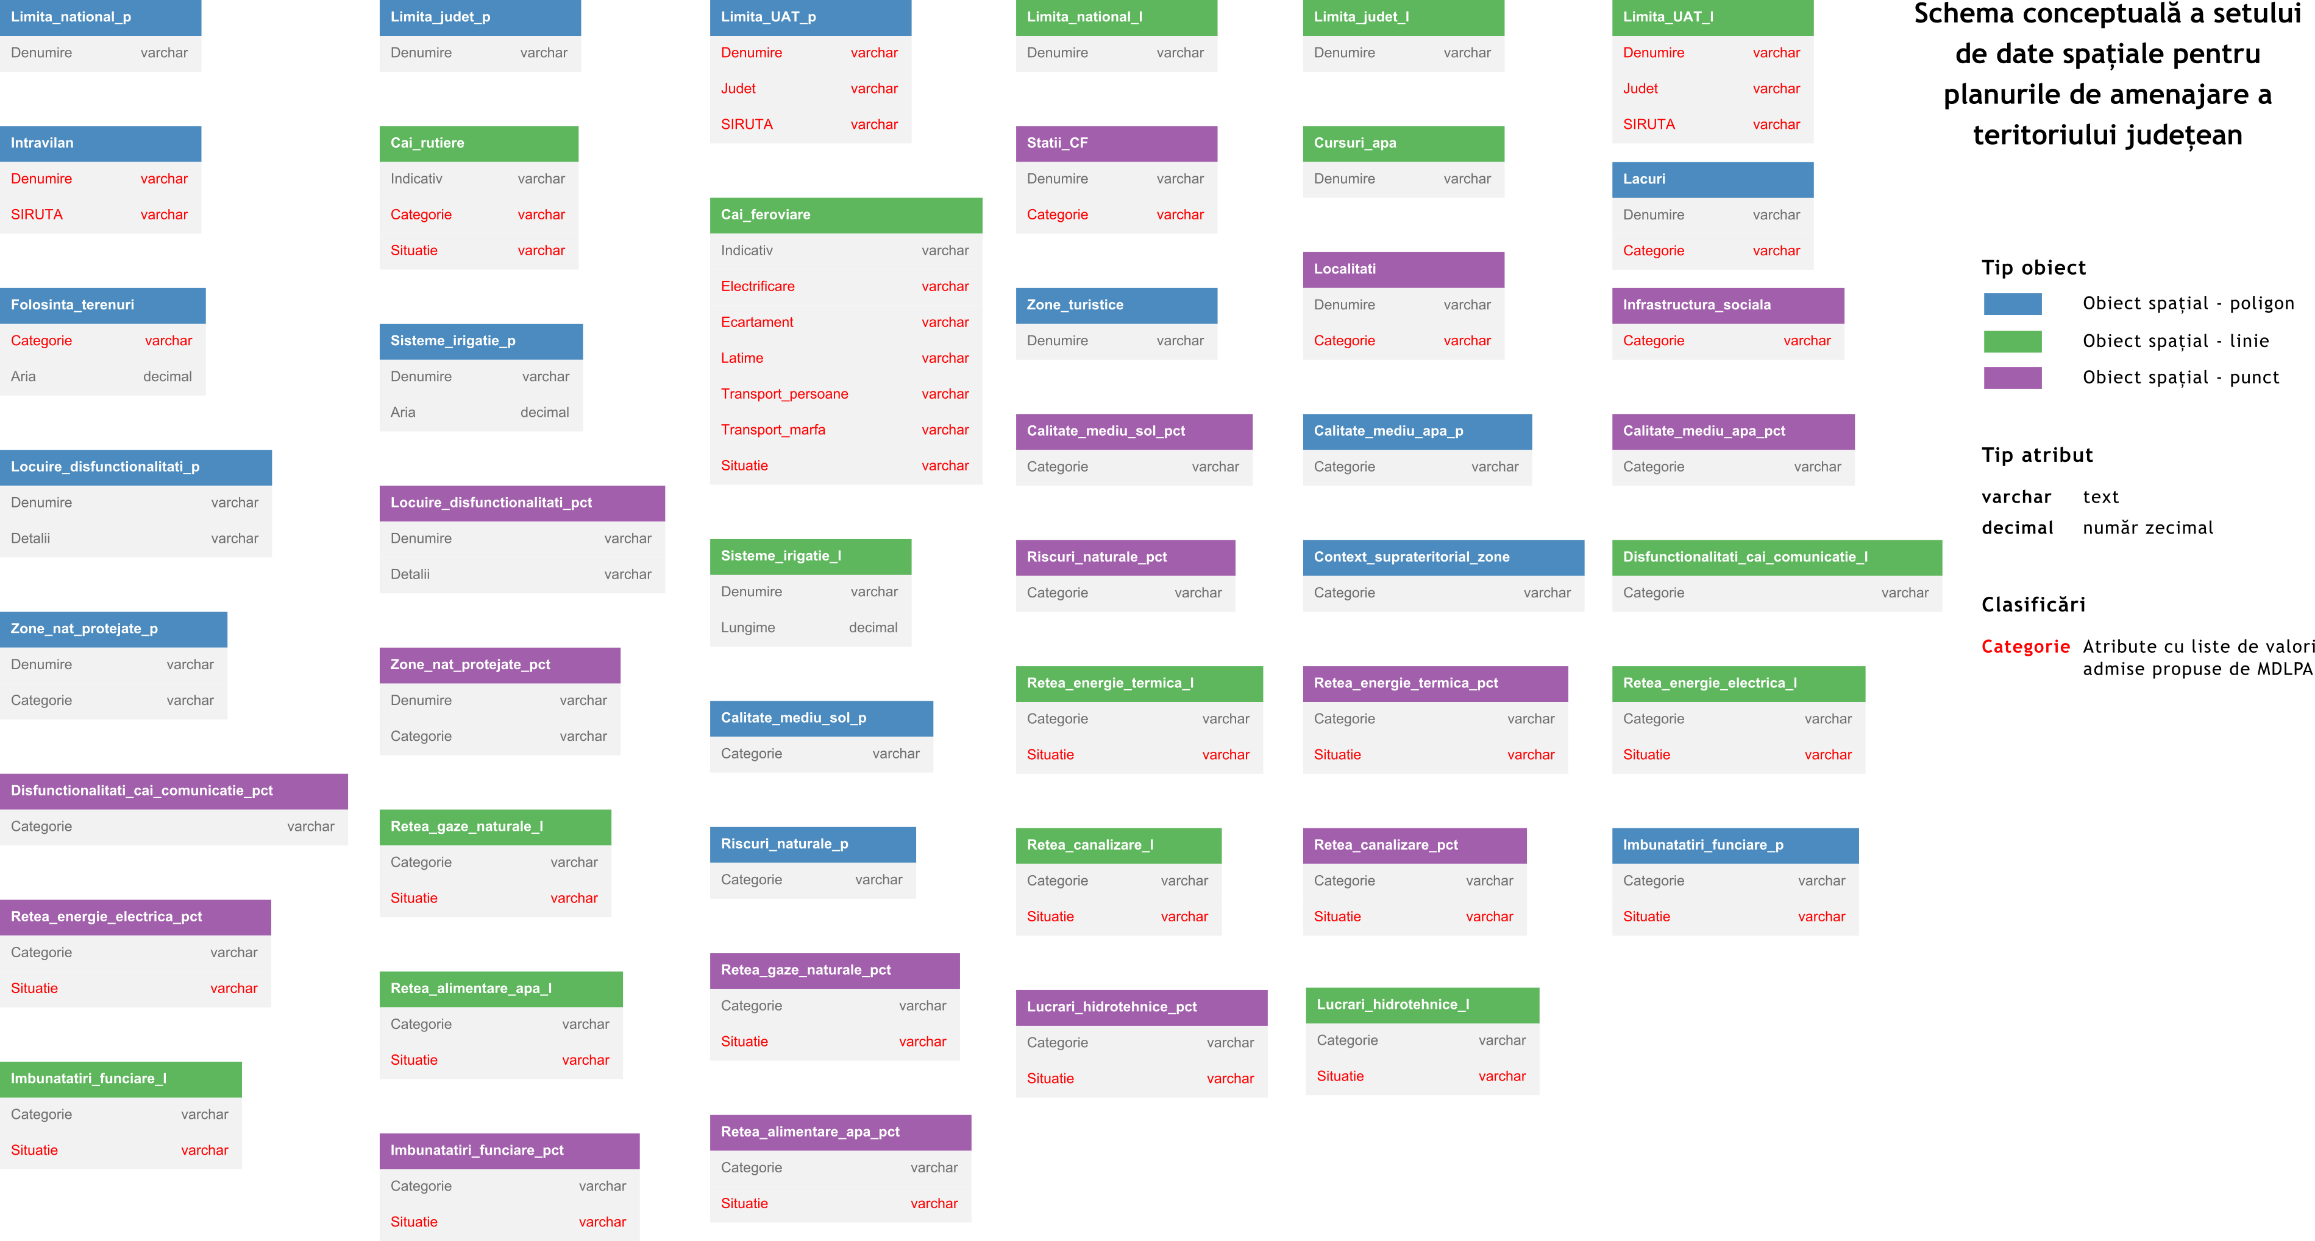 Limita_national_p
Denumire varchar
Intravilan
Denumire varchar
SIRUTA varchar
Folosinta_terenuri
Categorie varchar
Aria decimal
Locuire_disfunctionalitati_p
Denumire varchar
Detalii varchar
Zone_nat_protejate_p
Denumire varchar
Categorie varchar
Disfunctionalitati_cai_comunicatie_pct
Categorie varchar
Retea_energie_electrica_pct
Categorie varchar
Situatie varchar
Imbunatatiri_funciare_l
Categorie varchar
Situatie varchar
Limita_judet_p
Denumire varchar
Cai_rutiere
Indicativ varchar
Categorie varchar
Situatie varchar
Sisteme_irigatie_p
Denumire varchar
Aria decimal
Locuire_disfunctionalitati_pct
Denumire varchar
Detalii varchar
Zone_nat_protejate_pct
Denumire varchar
Categorie varchar
Retea_gaze_naturale_l
Categorie varchar
Situatie varchar
Retea_alimentare_apa_l
Categorie varchar
Situatie varchar
Imbunatatiri_funciare_pct
Categorie varchar
Situatie varchar
Limita_UAT_p
Denumire varchar
Judet varchar
SIRUTA varchar
Cai_feroviare
Indicativ varchar
Electrificare varchar
Ecartament varchar
Latime varchar
Transport_persoane varchar
Transport_marfa varchar
Situatie varchar
Sisteme_irigatie_l
Denumire varchar
Lungime decimal
Calitate_mediu_sol_p
Categorie varchar
Riscuri_naturale_p
Categorie varchar
Retea_gaze_naturale_pct
Categorie varchar
Situatie varchar
Retea_alimentare_apa_pct
Categorie varchar
Situatie varchar
Limita_national_l
Denumire varchar
Statii_CF
Denumire varchar
Categorie varchar
Zone_turistice
Denumire varchar
Calitate_mediu_sol_pct
Categorie varchar
Riscuri_naturale_pct
Categorie varchar
Retea_energie_termica_l
Categorie varchar
Situatie varchar
Retea_canalizare_l
Categorie varchar
Situatie varchar
Lucrari_hidrotehnice_pct
Categorie varchar
Situatie varchar
Limita_judet_l
Denumire varchar
Cursuri_apa
Denumire varchar
Localitati
Denumire varchar
Categorie varchar
Calitate_mediu_apa_p
Categorie varchar
Context_suprateritorial_zone
Categorie varchar
Retea_energie_termica_pct
Categorie varchar
Situatie varchar
Retea_canalizare_pct
Categorie varchar
Situatie varchar
Lucrari_hidrotehnice_l
Categorie varchar
Situatie varchar
Limita_UAT_l
Denumire varchar
Judet varchar
SIRUTA varchar
Lacuri
Denumire varchar
Categorie varchar
Infrastructura_sociala
Categorie varchar
Calitate_mediu_apa_pct
Categorie varchar
Disfunctionalitati_cai_comunicatie_l
Categorie varchar
Retea_energie_electrica_l
Categorie varchar
Situatie varchar
Imbunatatiri_funciare_p
Categorie varchar
Situatie varchar
Schema conceptuală a setului
de date spațiale pentru
planurile de amenajare a
teritoriului județean
Tip obiect
Obiect spațial - poligon
Obiect spațial - linie
Obiect spațial - punct
Tip atribut
varchar text
decimal număr zecimal
Clasificări
Categorie Atribute cu liste de valori
admise propuse de MDLPA